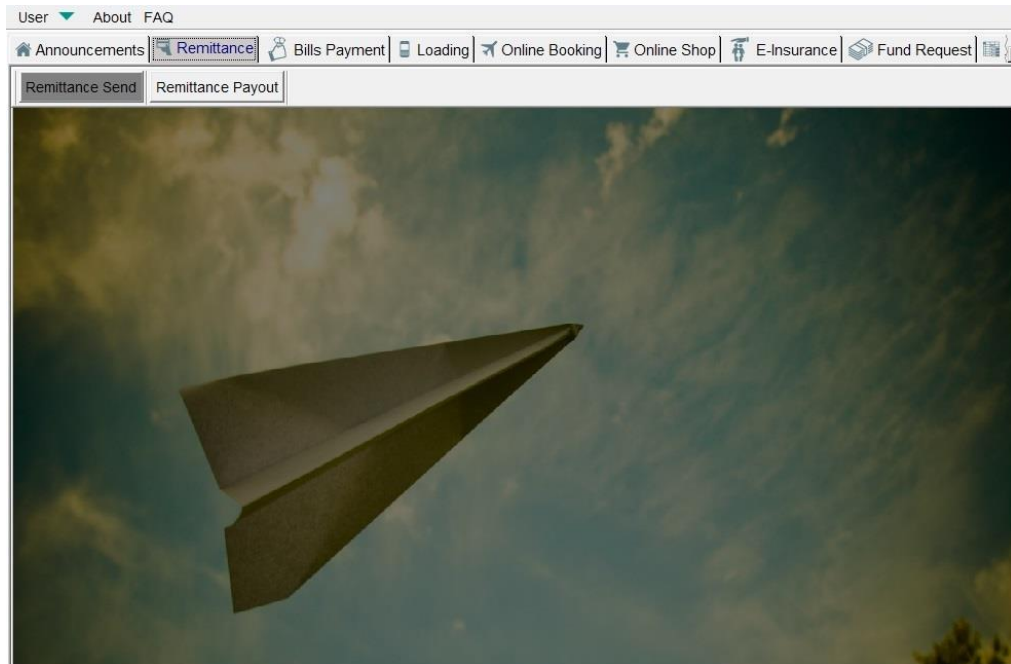 User About FAQ
Announcements Remittance Bills Payment Loading Online Booking Online Shop E-Insurance Fund Request
Remittance Send Remittance Payout